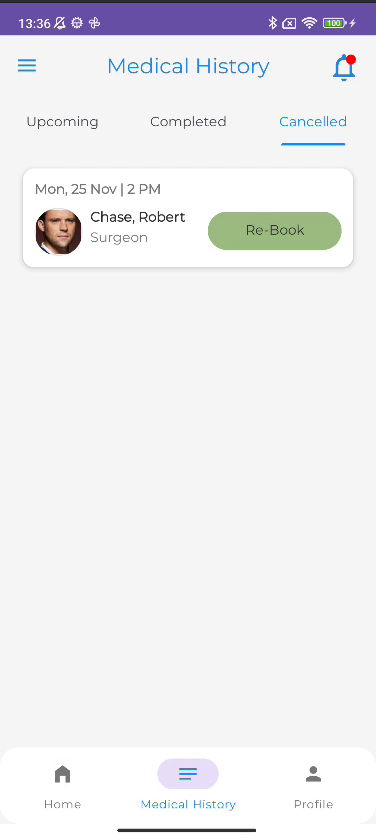 13:36
100
Medical History
Upcoming Completed Cancelled
Mon, 25 Nov | 2 PM
Chase, Robert
Surgeon
Re-Book
Home Medical History Profile